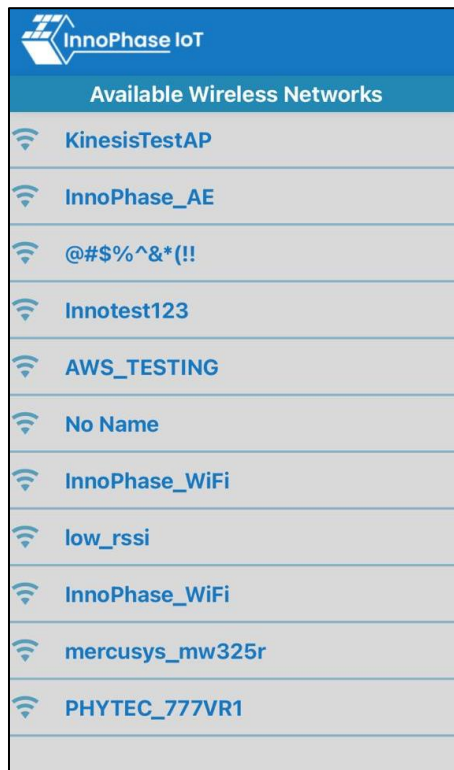 InnoPhase IoT
Available Wireless Networks
KinesisTestAP
InnoPhase_AE
@#$%^&*(!!
Innotest123
AWS_TESTING
No Name
InnoPhase_WiFi
low_rssi
InnoPhase_WiFi
mercusys_mw325r
PHYTEC_777VR1